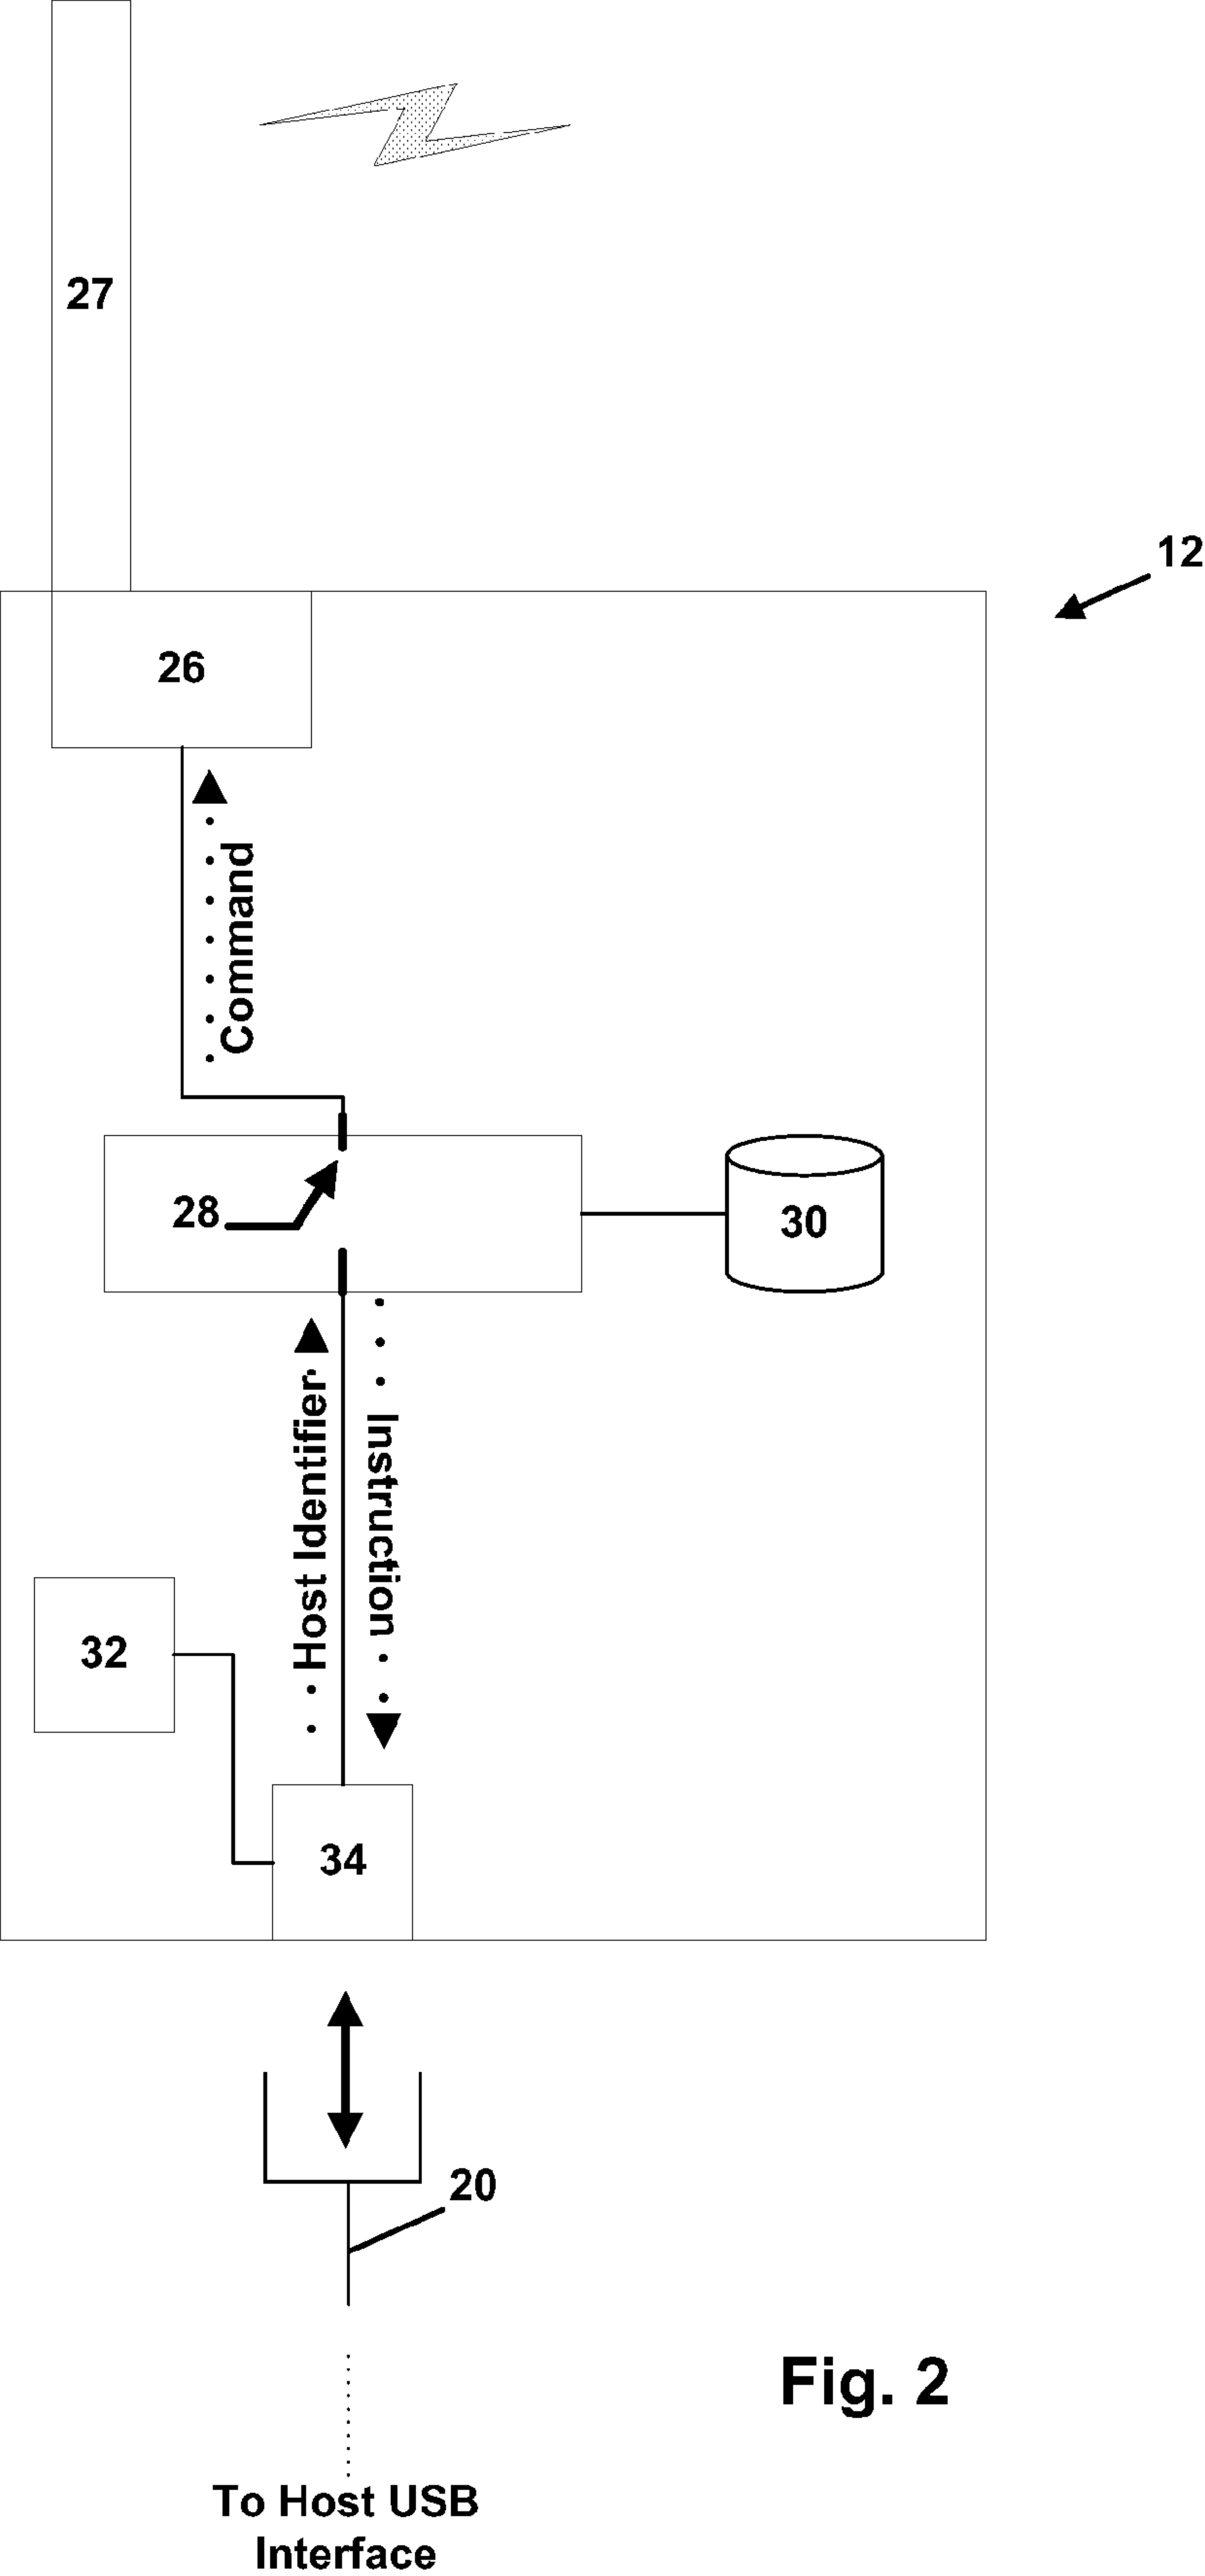 27
12
26
Command
28
30
Host Identifier
Instruction
32
34
20
Fig. 2
To Host USB
Interface